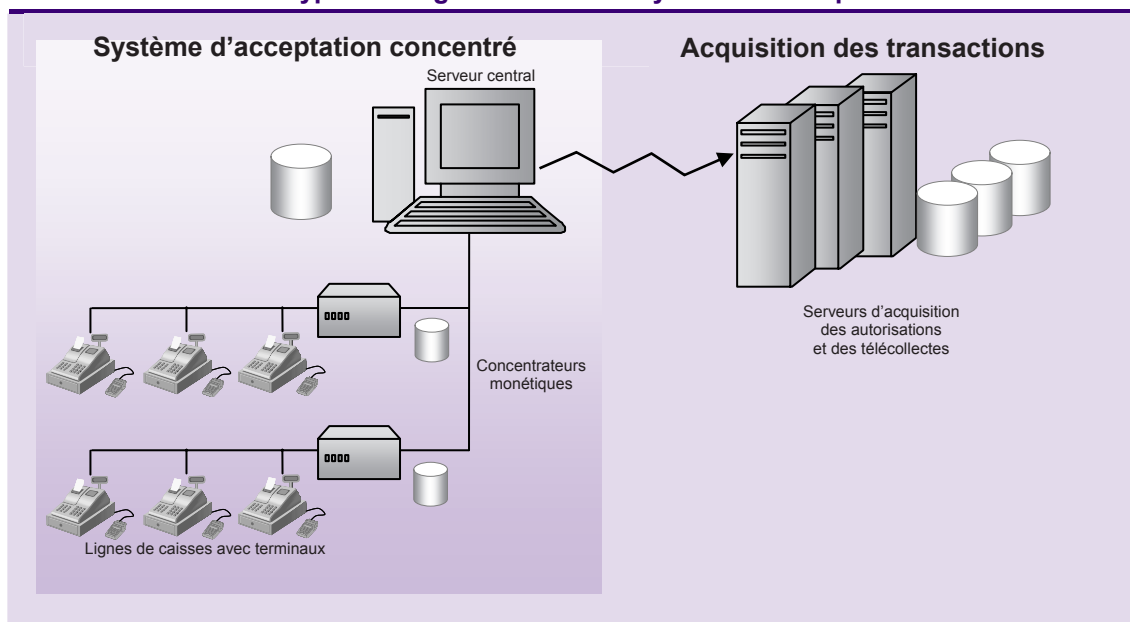 Système d'acceptation concentré
Acquisition des transactions
Serveur central
Serveurs d'acquisition
des autorisations
et des télécollectes
Concentrateurs
monétiques
Lignes de caisses avec terminaux